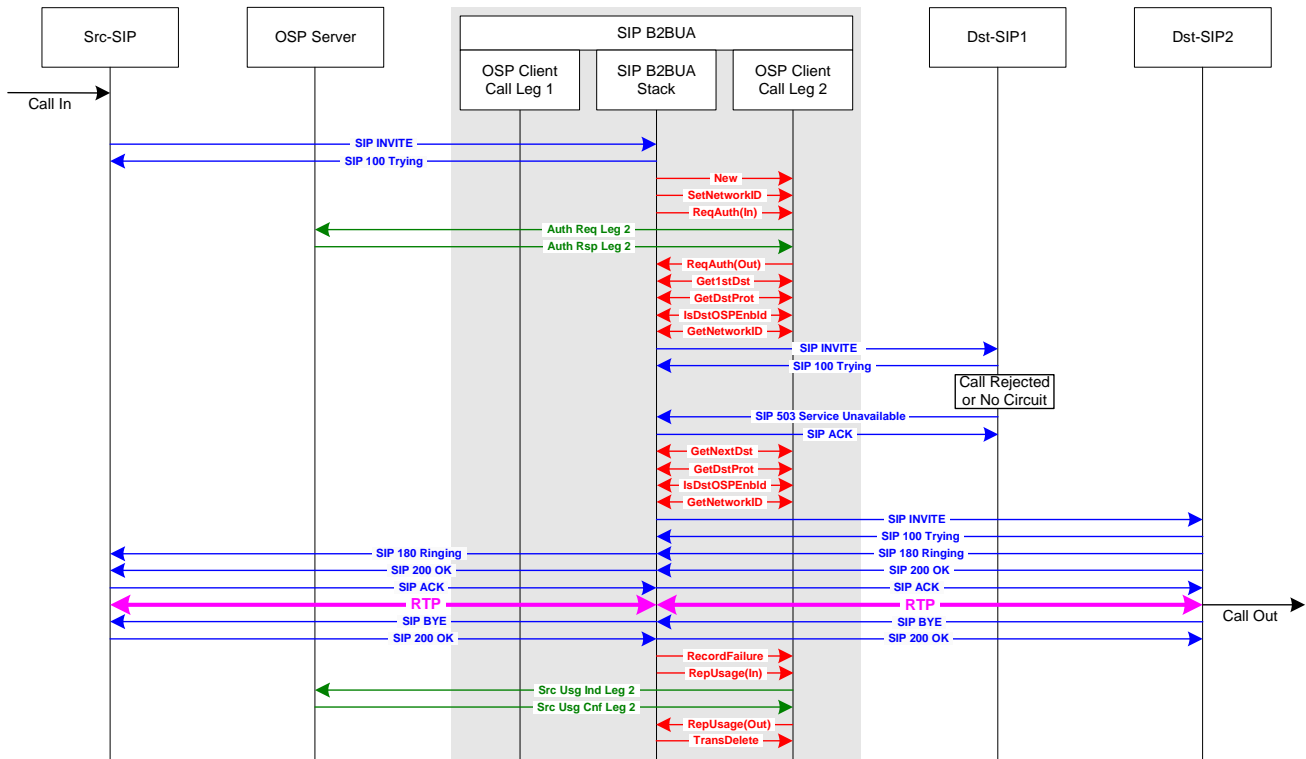 Src-SIP
OSP Server
SIP B2BUA
OSP Client
Call Leg 1
SIP B2BUA
Stack
OSP Client
Call Leg 2
Dst-SIP1
Dst-SIP2
Call In
SIP INVITE
SIP 100 Trying
New
SetNetworkID
ReqAuth(In)
Auth Req Leg 2
Auth Rsp Leg 2
ReqAuth(Out)
Get1stDst
GetDstProt
IsDstOSPEnbld
GetNetworkID
SIP INVITE
SIP 100 Trying
Call Rejected
or No Circuit
SIP 503 Service Unavailable
SIP ACK
GetNextDst
GetDstProt
IsDstOSPEnbld
GetNetworkID
SIP INVITE
SIP 100 Trying
SIP 180 Ringing SIP 180 Ringing
SIP 200 OK SIP 200 OK
SIP ACK SIP ACK
RTP RTP
Call Out
SIP BYE SIP BYE
SIP 200 OK SIP 200 OK
RecordFailure
RepUsage(In)
Src Usg Ind Leg 2
Src Usg Cnf Leg 2
RepUsage(Out)
TransDelete